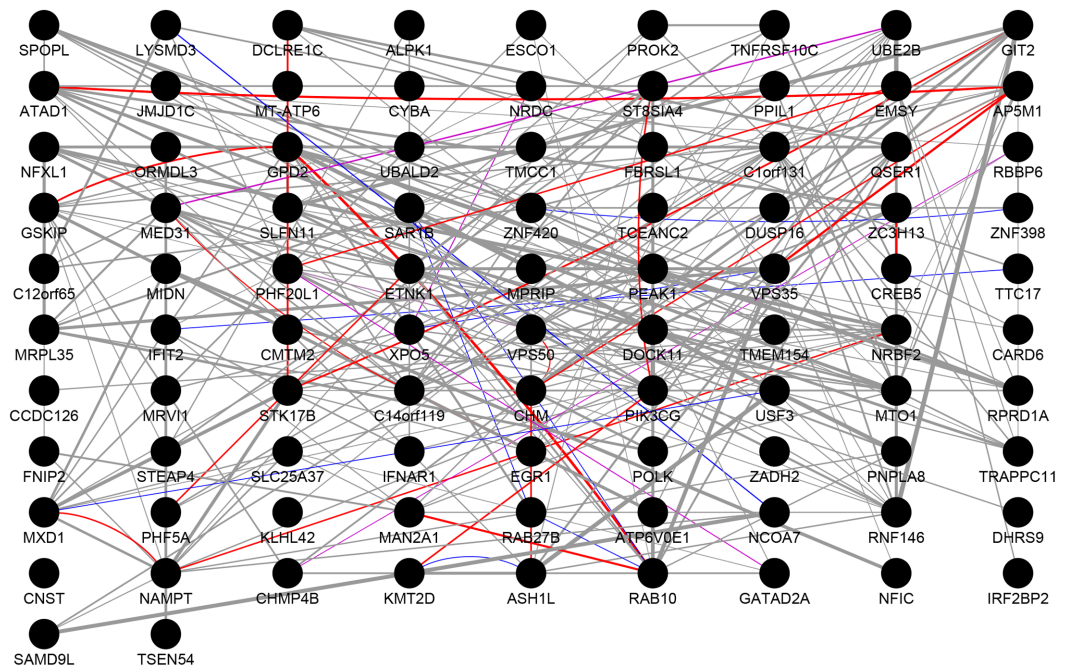 SPOPL LYSMD3 DCLRE1C ALPK1 ESCO1 PROK2 TNFRSF10C UBE2B GIT2
ATAD1 JMJD1C MT-ATP6 CYBA NRDC ST8SIA4 PPIL1 EMSY AP5M1
NFXL1 ORMDL3 GPD2 UBALD2 TMCC1 FBRSL1 C1orf131 QSER1 RBBP6
GSKIP MED31 SLFN11 SAR1B ZNF420 TCEANC2 DUSP16 ZC3H13 ZNF398
C12orf65 MIDN PHF20L1 ETNK1 MPRIP PEAK1 VPS35 CREB5 TTC17
MRPL35 IFIT2 CMTM2 XPO5 VPS50 DOCK11 TMEM154 NRBF2 CARD6
CCDC126 MRVI1 STK17B C14orf119 CHM PIK3CG USF3 MTO1 RPRD1A
FNIP2 STEAP4 SLC25A37 IFNAR1 EGR1 POLK ZADH2 PNPLA8 TRAPPC11
MXD1 PHF5A KLHL42 MAN2A1 RAB27B ATP6V0E1 NCOA7 RNF146 DHRS9
CNST NAMPT CHMP4B KMT2D ASH1L RAB10 GATAD2A NFIC IRF2BP2
SAMD9L TSEN54